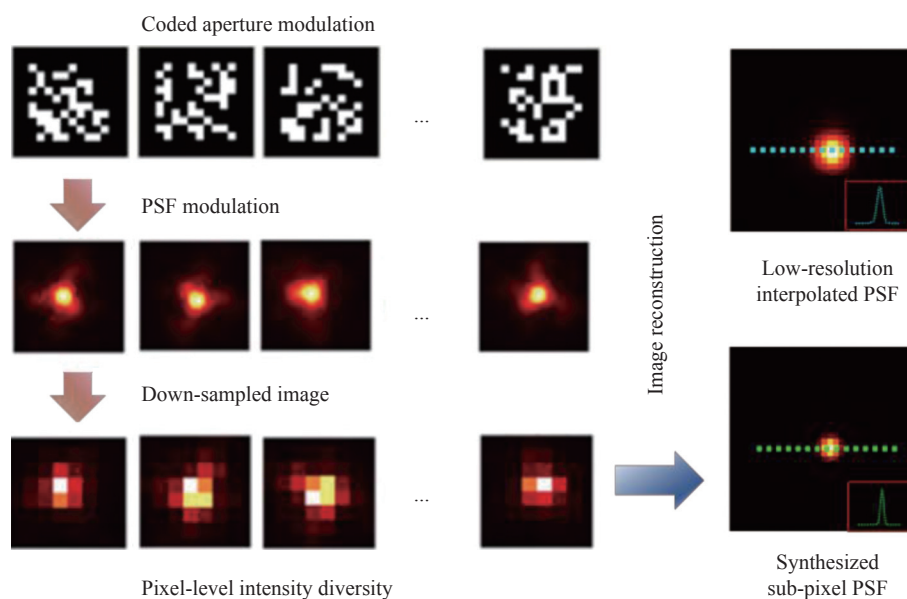 Coded aperture modulation
...
PSF modulation
...
Down-sampled image
...
Pixel-level intensity diversity
Image reconstruction
Low-resolution
interpolated PSF
Synthesized
sub-pixel PSF